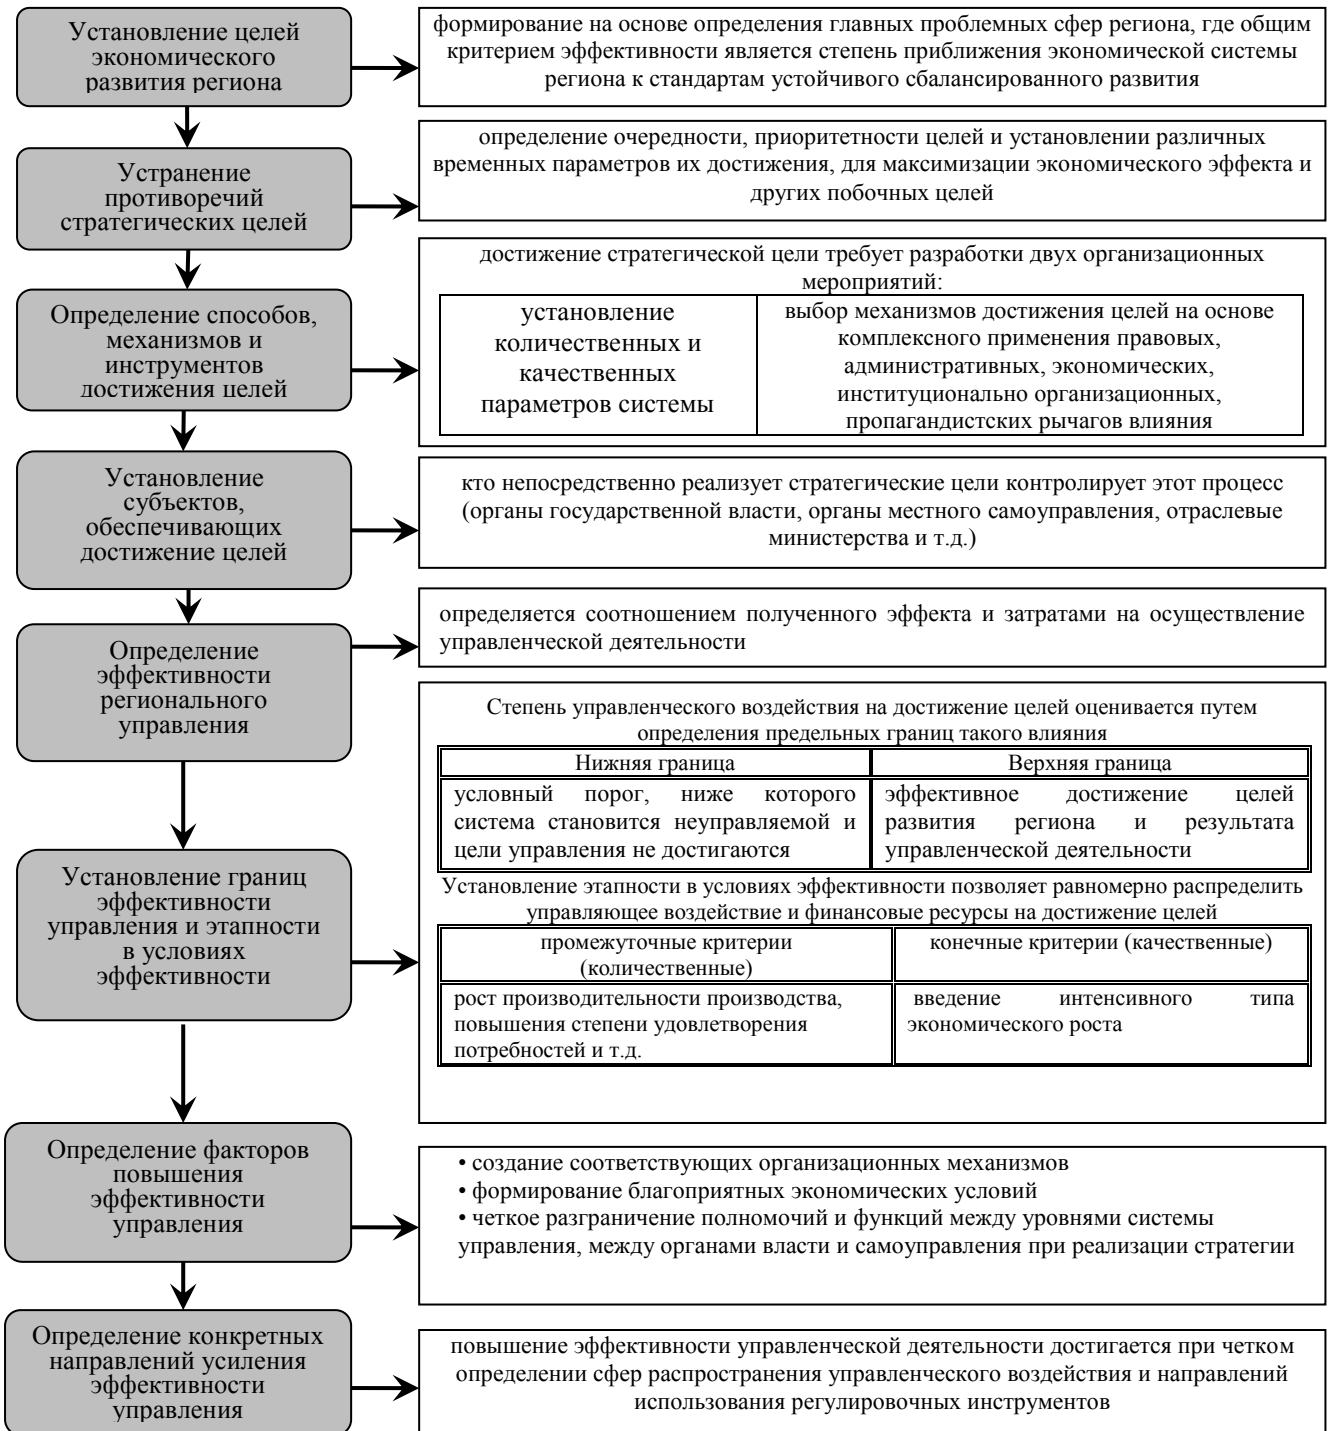 Установление целей
экономического
развития региона
формирование на основе определения главных проблемных сфер региона, где общим
критерием эффективности является степень приближения экономической системы
региона к стандартам устойчивого сбалансированного развития
Устранение
противоречий
стратегических целей
определение очередности, приоритетности целей и установлении различных
временных параметров их достижения, для максимизации экономического эффекта и
других побочных целей
Определение способов,
механизмов и
инструментов
достижения целей
достижение стратегической цели требует разработки двух организационных
мероприятий:
установление
количественных и
качественных
параметров системы
выбор механизмов достижения целей на основе
комплексного применения правовых,
административных, экономических,
институционально организационных,
пропагандистских рычагов влияния
Установление
субъектов,
обеспечивающих
достижение целей
кто непосредственно реализует стратегические цели контролирует этот процесс
(органы государственной власти, органы местного самоуправления, отраслевые
министерства и т.д.)
Определение
эффективности
регионального
управления
определяется соотношением полученного эффекта и затратами на осуществление
управленческой деятельности
Установление границ
эффективности
управления и этапности
в условиях
эффективности
Степень управленческого воздействия на достижение целей оценивается путем
определения предельных границ такого влияния
Нижняя граница
Верхняя граница
условный порог, ниже которого
система становится неуправляемой и
цели управления не достигаются
эффективное достижение целей
развития региона и результата
управленческой деятельности
Установление этапности в условиях эффективности позволяет равномерно распределить
управляющее воздействие и финансовые ресурсы на достижение целей
промежуточные критерии
(количественные)
конечные критерии (качественные)
рост производительности производства,
повышения степени удовлетворения
потребностей и т.д.
введение интенсивного типа
экономического роста
Определение факторов
повышения
эффективности
управления
• создание соответствующих организационных механизмов
• формирование благоприятных экономических условий
• четкое разграничение полномочий и функций между уровнями системы
управления, между органами власти и самоуправления при реализации стратегии
Определение конкретных
направлений усиления
эффективности
управления
повышение эффективности управленческой деятельности достигается при четком
определении сфер распространения управленческого воздействия и направлений
использования регулировочных инструментов